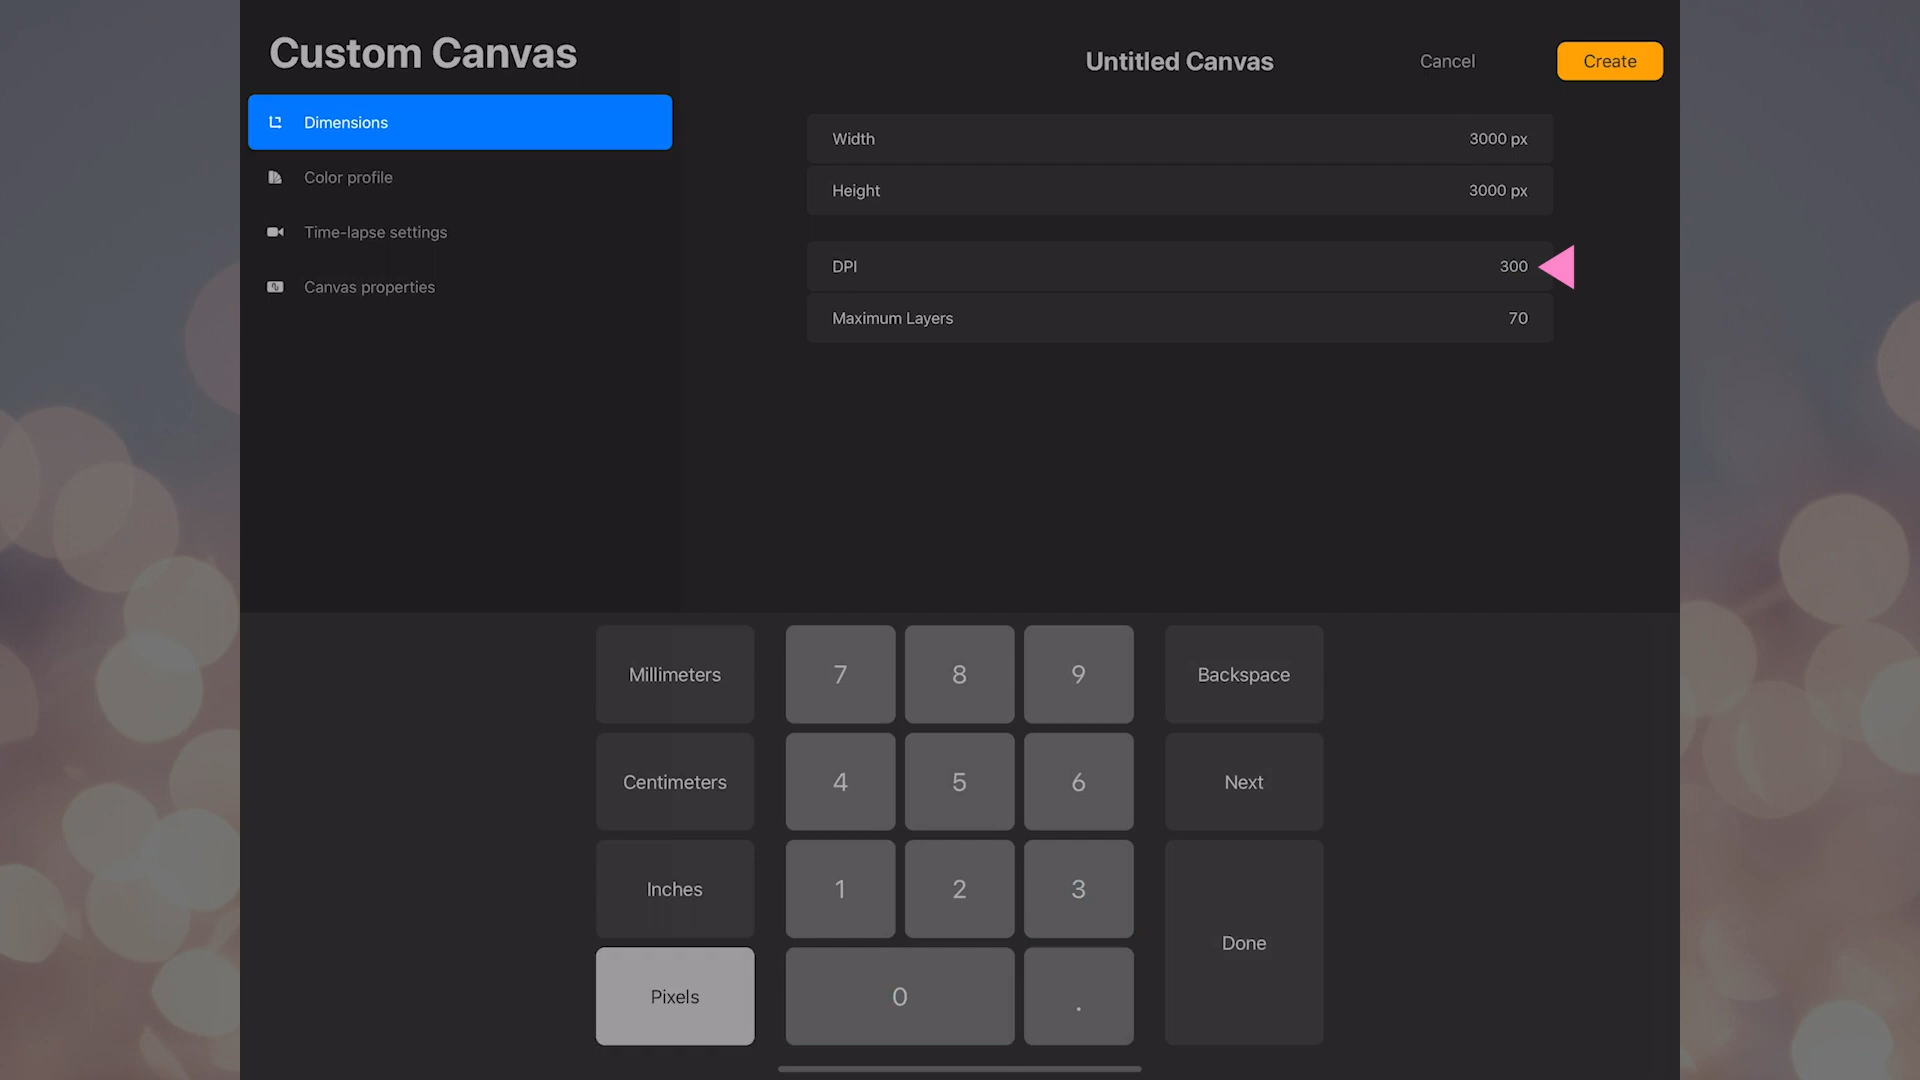 Custom Canvas
Dimensions
Color profile
Time-lapse settings
Canvas properties
Untitled Canvas
Cancel
Create
Width 3000 px
Height 3000 px
DPI 300
Maximum Layers 70
Millimeters 7 8 9 Backspace
Centimeters 4 5 6 Next
Inches 1 2 3
Done
Pixels 0 .